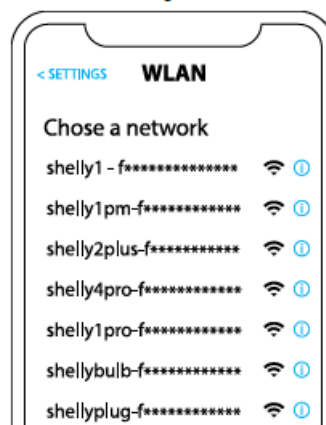 < SETTINGS WLAN
Chose a network
shelly1 - f**************
shelly1pm-f************
shelly2plus-f***********
shelly4pro-f************
shelly1pro-f************
shellybulb-f************
shellyplug-f************